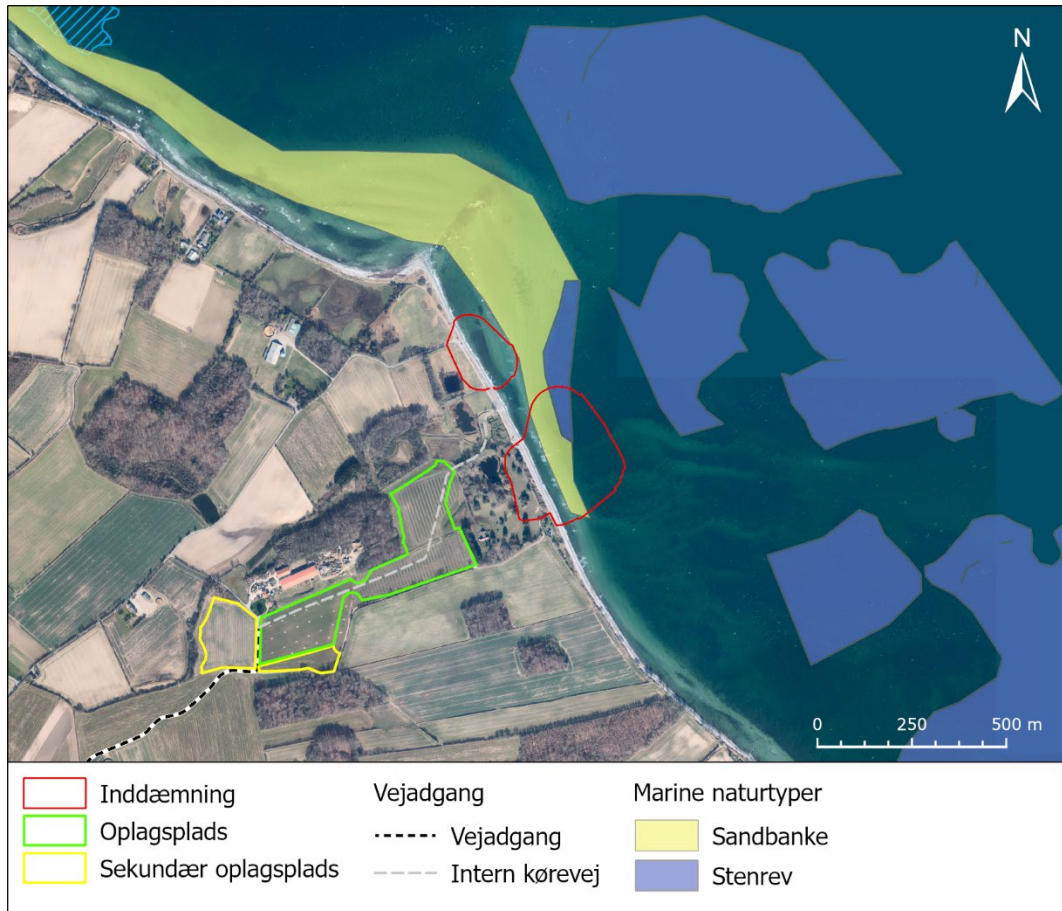 N
0 250 500 m
Inddæmning
Oplagsplads
Sekundær oplagsplads
Vejadgang
Vejadgang
Intern kørevej
Marine naturtyper
Sandbanke
Stenrev